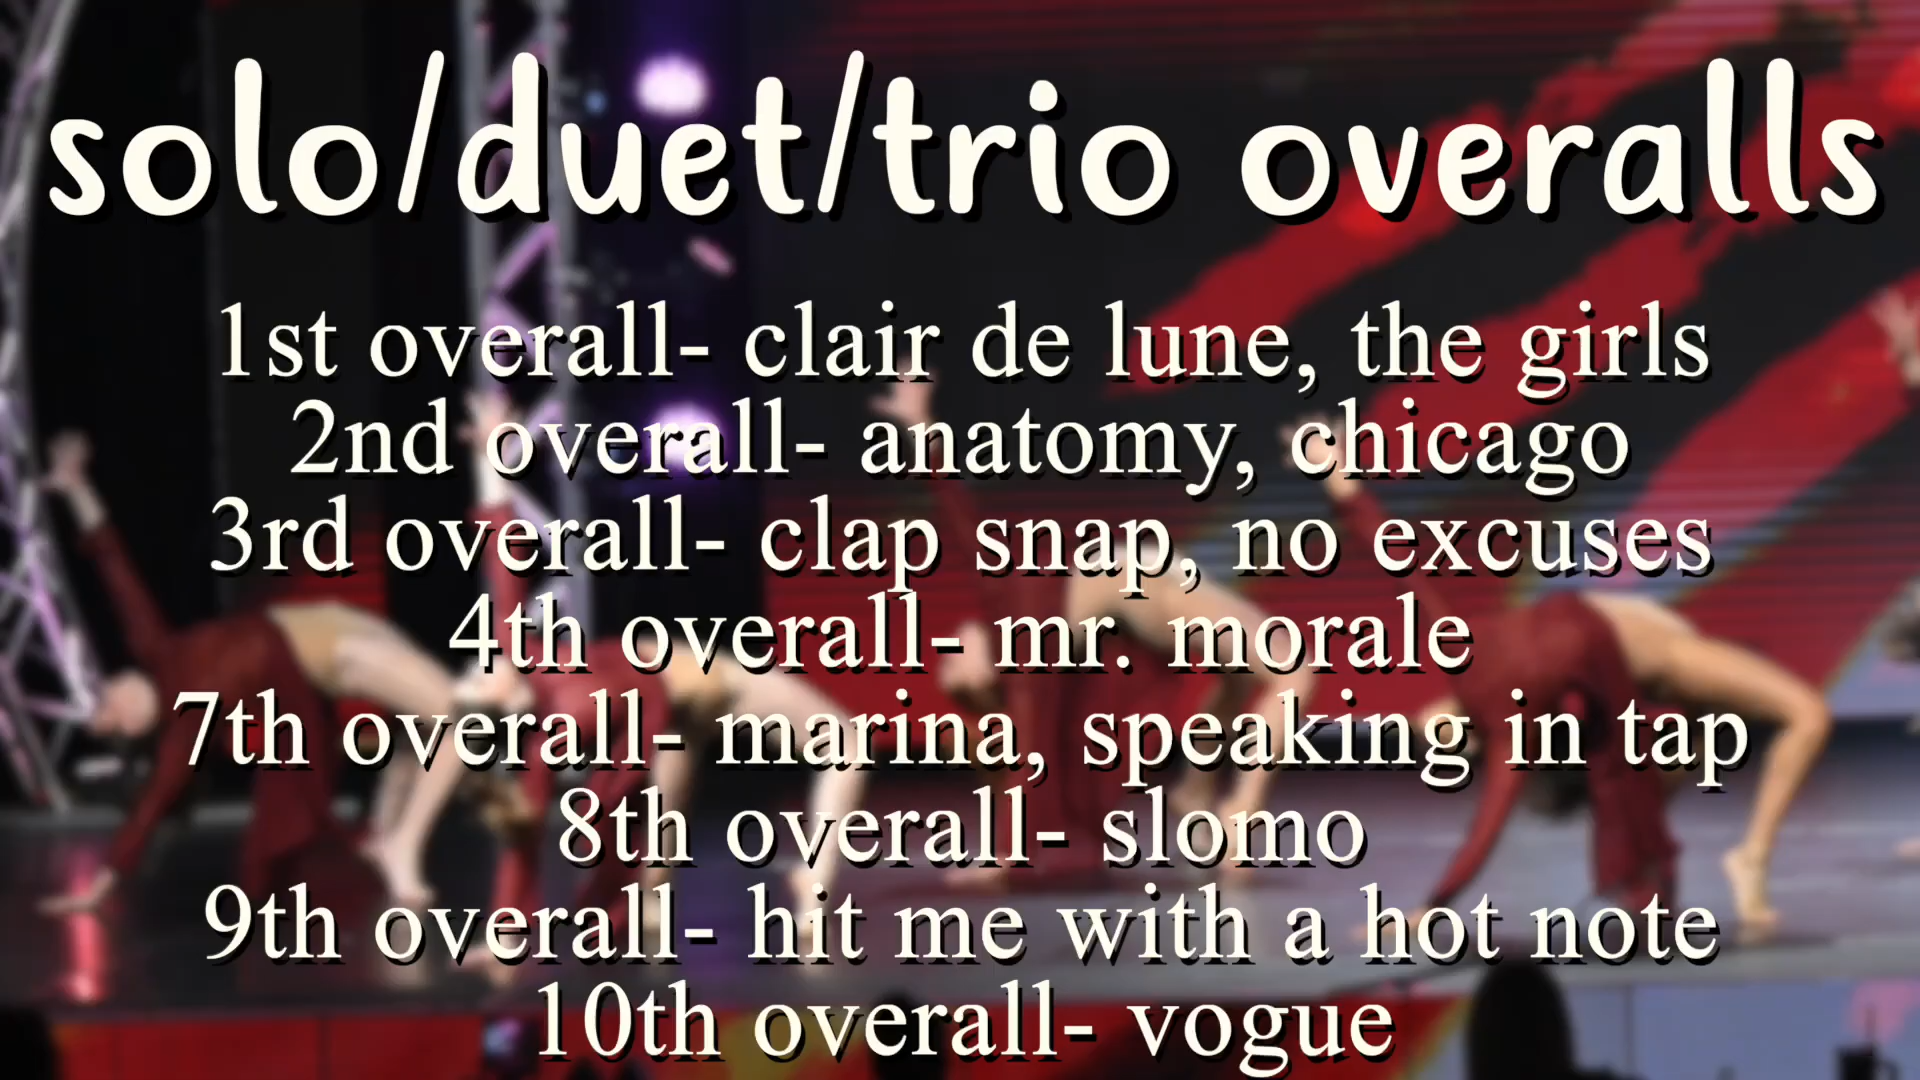 solo/duet/trio overalls
1st overall- clair de lune, the girls
2nd overall- anatomy, chicago
3rd overall- clap snap, no excuses
4th overall- mr. morale
7th overall- marina, speaking in tap
8th overall- slomo
9th overall- hit me with a hot note
10th overall- vogue